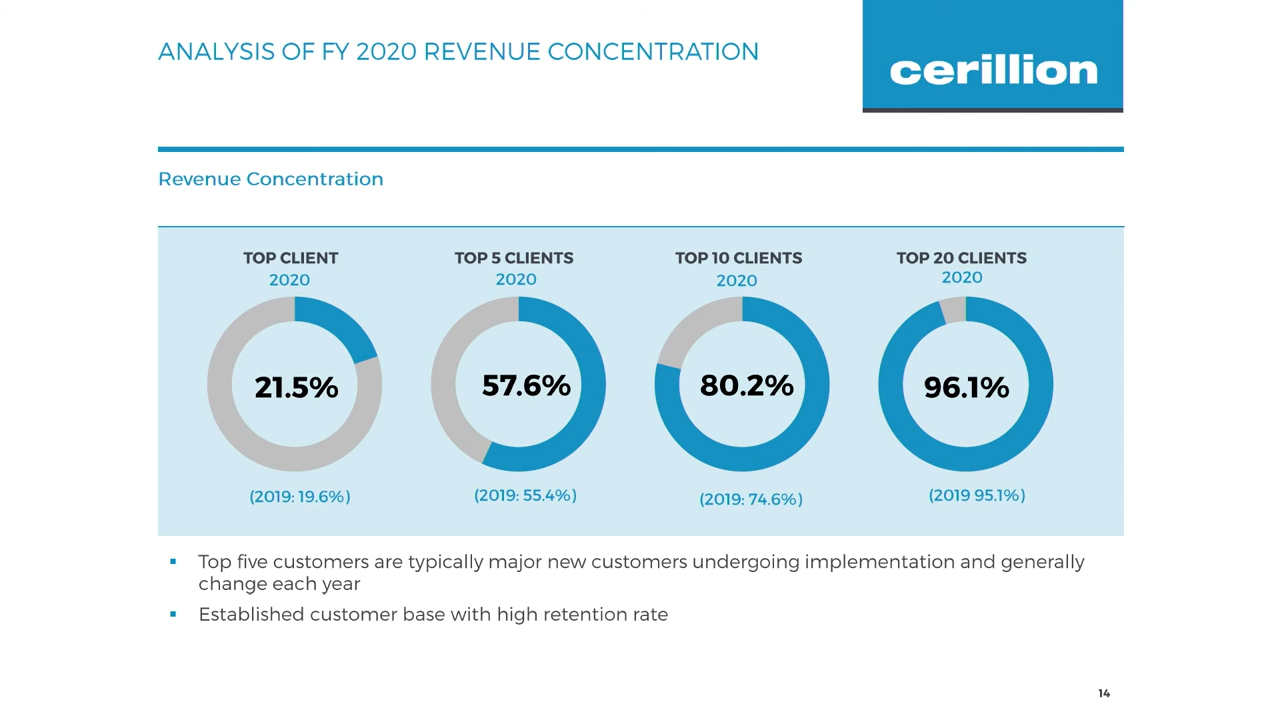 ANALYSIS OF FY 2020 REVENUE CONCENTRATION
cerillion
Revenue Concentration
TOP CLIENT
2020
21.5%
(2019: 19.6%)
TOP 5 CLIENTS
2020
57.6%
(2019: 55.4%)
TOP 10 CLIENTS
2020
80.2%
(2019: 74.6%)
TOP 20 CLIENTS
2020
96.1%
(2019 95.1%)
▪ Top five customers are typically major new customers undergoing implementation and generally
change each year
▪ Established customer base with high retention rate
14